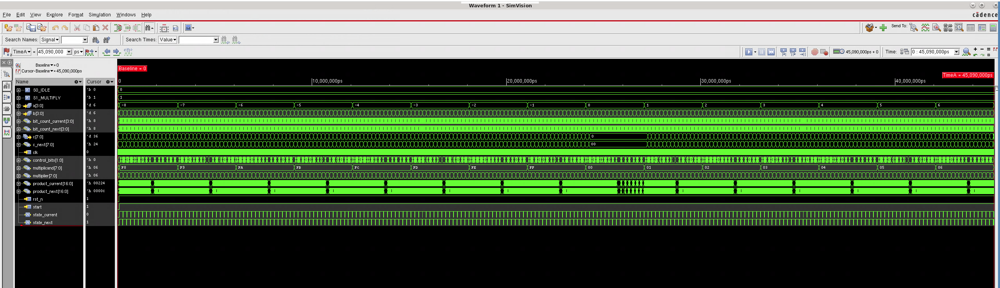 Waveform 1 - SimVision
File Edit View Explore Format Simulation Windows Help
cādence
Send To:
Search Names: Signal Search Times: Value
TimeA = 45,090,000 ps 45,090,000ps + 0 Time: 0 : 45,090,000ps
Baseline = 0
Cursor-Baseline = 45,090,000ps
Baseline = 0
TimeA = 45,090,000ps
Name Cursor 0 10,000,000ps 20,000,000ps 30,000,000ps 40,000,000ps
S0_IDLE 'b 0 0
S1_MULTIPLY 'b 1 1
a[3:0] 'd 6 -8 -7 -6 -5 -4 -3 -2 -1 0 1 2 3 4 5 6
b[3:0] 'd 6
bit_count_current[3:0] 'h 8
bit_count_next[3:0] 'h 8
c[7:0] 'd 36 0
c_next[7:0] 'h 24 00
clk 0
control_bits[1:0] 'h 0
multiplicand[7:0] 'h 06 F8 F9 FA FB FC FD FE FF 00 01 02 03 04 05 06
multiplier[7:0] 'h 06
product_current[16:0] 'h 00224
product_next[16:0] 'h 0000c
rst_n 1
start 1
state_current 0
state_next 1